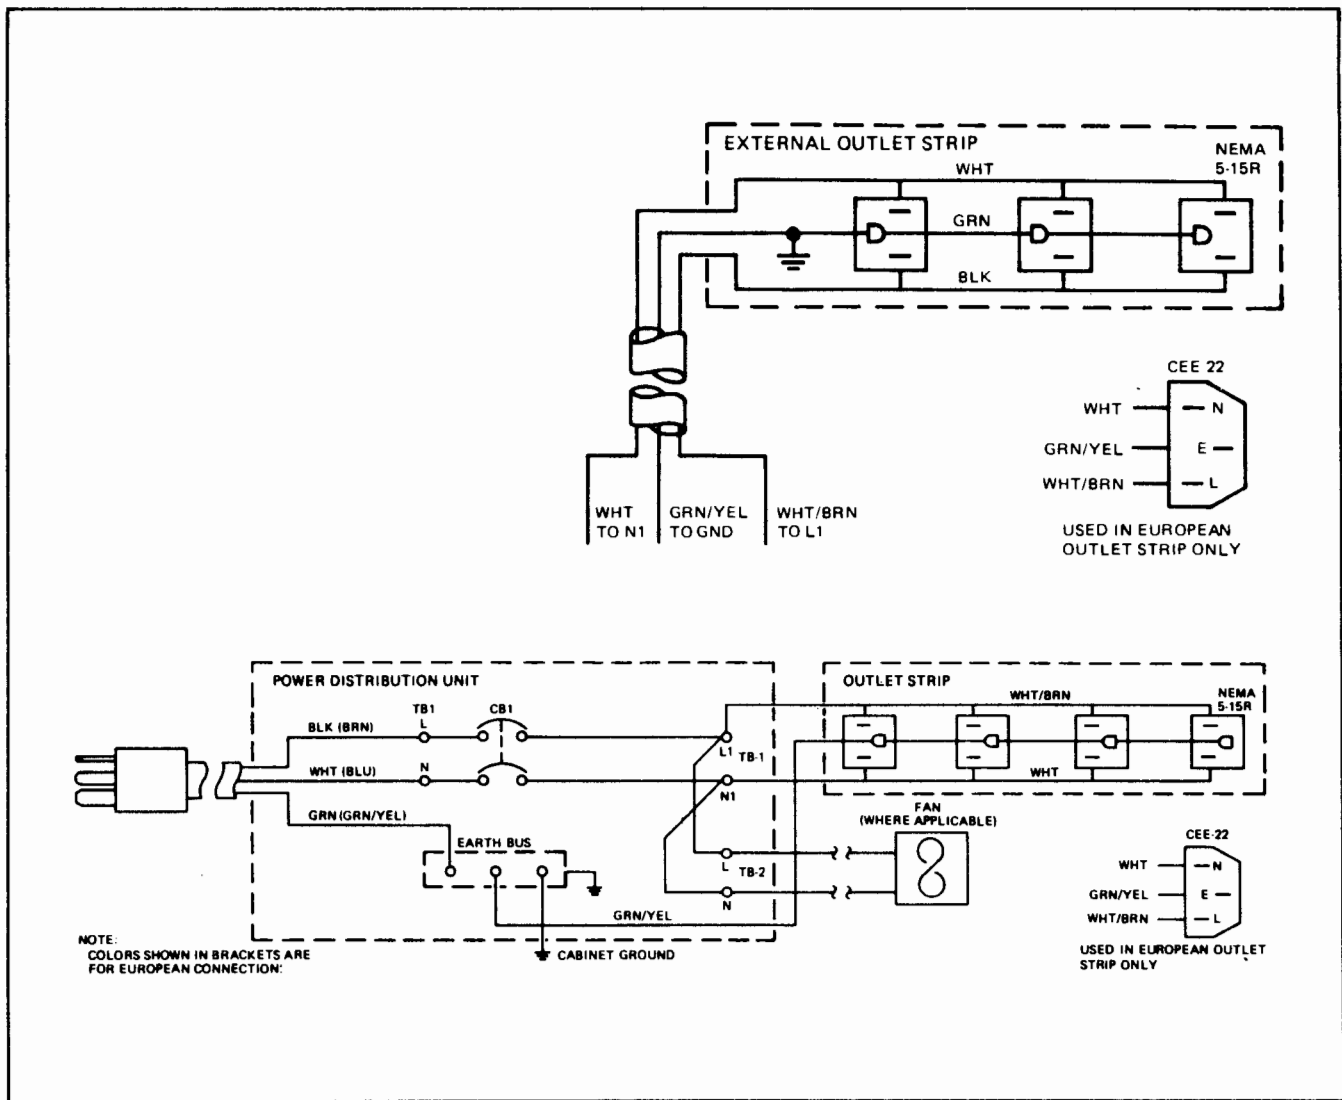 EXTERNAL OUTLET STRIP
NEMA
5-15R
WHT
GRN
BLK
CEE 22
WHT
N
GRN/YEL
E
WHT/BRN
L
USED IN EUROPEAN
OUTLET STRIP ONLY
WHT
TO N1
GRN/YEL
TO GND
WHT/BRN
TO L1
POWER DISTRIBUTION UNIT
TB1
L
CB1
BLK (BRN)
WHT (BLU)
N
GRN (GRN/YEL)
EARTH BUS
L1
TB-1
N1
L
TB-2
N
GRN/YEL
CABINET GROUND
OUTLET STRIP
WHT/BRN
NEMA
5-15R
WHT
FAN
(WHERE APPLICABLE)
CEE-22
WHT
N
GRN/YEL
E
WHT/BRN
L
USED IN EUROPEAN OUTLET
STRIP ONLY
NOTE:
COLORS SHOWN IN BRACKETS ARE
FOR EUROPEAN CONNECTION: